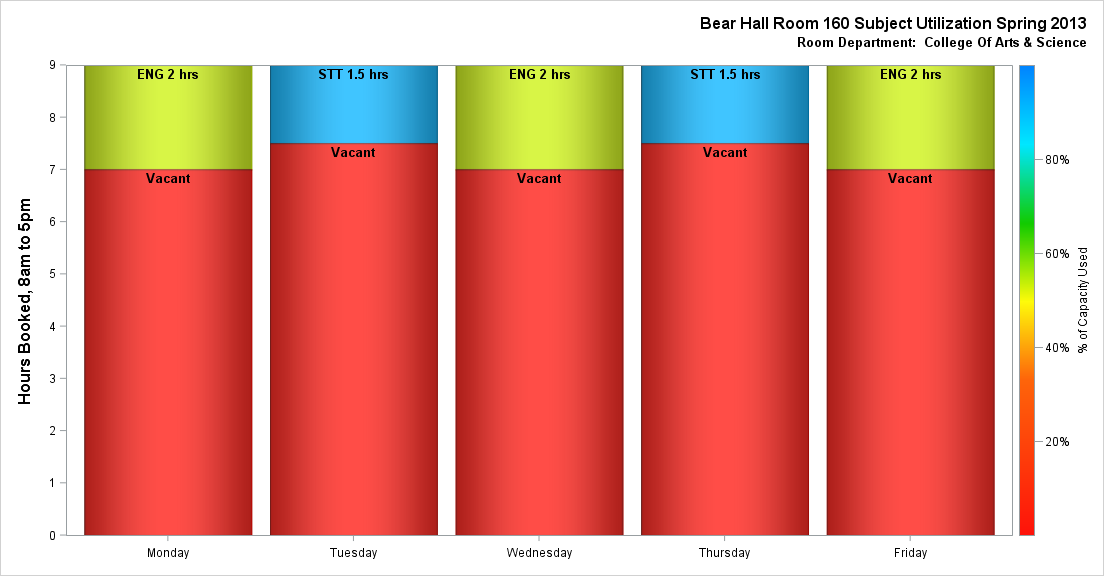 Bear Hall Room 160 Subject Utilization Spring 2013
Room Department:  College Of Arts & Science
Hours Booked, 8am to 5pm
9
8
7
6
5
4
3
2
1
0
ENG 2 hrs
Vacant
STT 1.5 hrs
Vacant
ENG 2 hrs
Vacant
STT 1.5 hrs
Vacant
ENG 2 hrs
Vacant
Monday
Tuesday
Wednesday
Thursday
Friday
80%
60%
40%
20%
% of Capacity Used